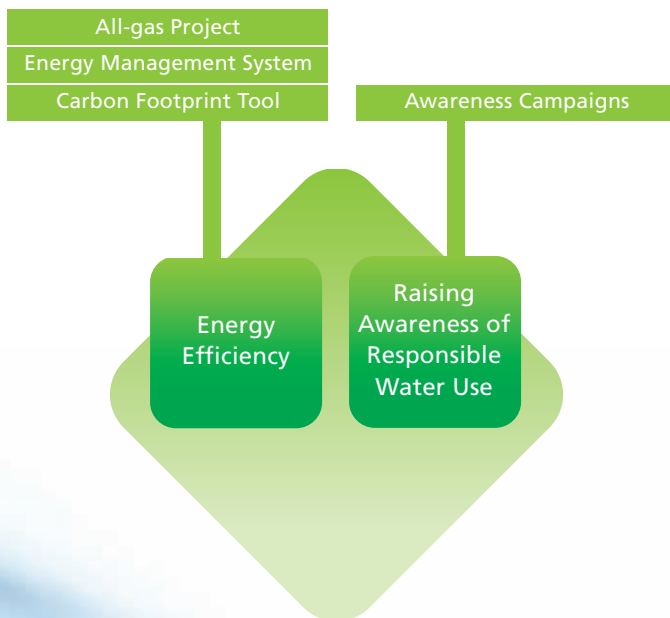 All-gas Project
Energy Management System
Carbon Footprint Tool
Awareness Campaigns
Energy
Efficiency
Raising
Awareness of
Responsible
Water Use